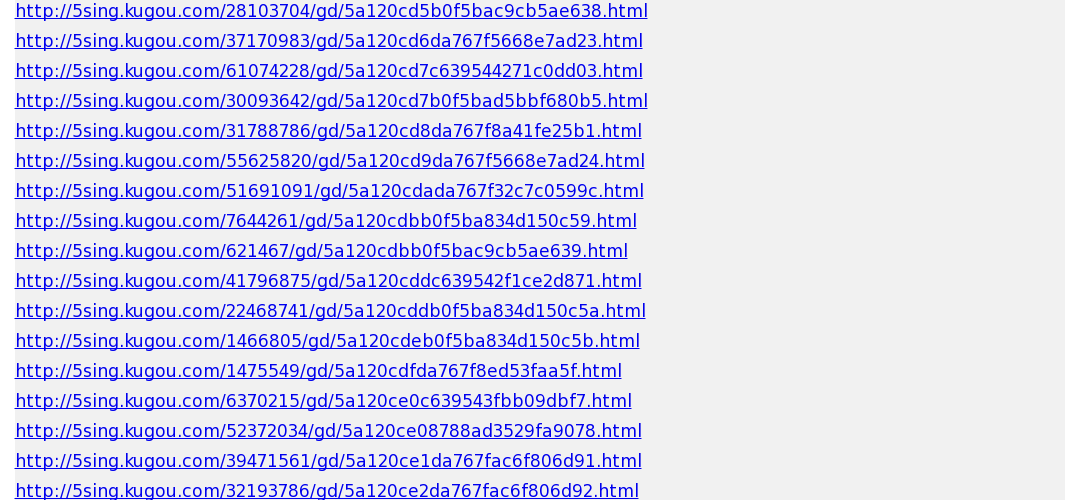 http://5sing.kugou.com/28103704/gd/5a120cd5b0f5bac9cb5ae638.html
http://5sing.kugou.com/37170983/gd/5a120cd6da767f5668e7ad23.html
http://5sing.kugou.com/61074228/gd/5a120cd7c639544271c0dd03.html
http://5sing.kugou.com/30093642/gd/5a120cd7b0f5bad5bbf680b5.html
http://5sing.kugou.com/31788786/gd/5a120cd8da767f8a41fe25b1.html
http://5sing.kugou.com/55625820/gd/5a120cd9da767f5668e7ad24.html
http://5sing.kugou.com/51691091/gd/5a120cdada767f32c7c0599c.html
http://5sing.kugou.com/7644261/gd/5a120cdbb0f5ba834d150c59.html
http://5sing.kugou.com/621467/gd/5a120cdbb0f5bac9cb5ae639.html
http://5sing.kugou.com/41796875/gd/5a120cddc639542f1ce2d871.html
http://5sing.kugou.com/22468741/gd/5a120cddb0f5ba834d150c5a.html
http://5sing.kugou.com/1466805/gd/5a120cdeb0f5ba834d150c5b.html
http://5sing.kugou.com/1475549/gd/5a120cdfda767f8ed53faa5f.html
http://5sing.kugou.com/6370215/gd/5a120ce0c639543fbb09dbf7.html
http://5sing.kugou.com/52372034/gd/5a120ce08788ad3529fa9078.html
http://5sing.kugou.com/39471561/gd/5a120ce1da767fac6f806d91.html
http://5sing.kugou.com/32193786/gd/5a120ce2da767fac6f806d92.html